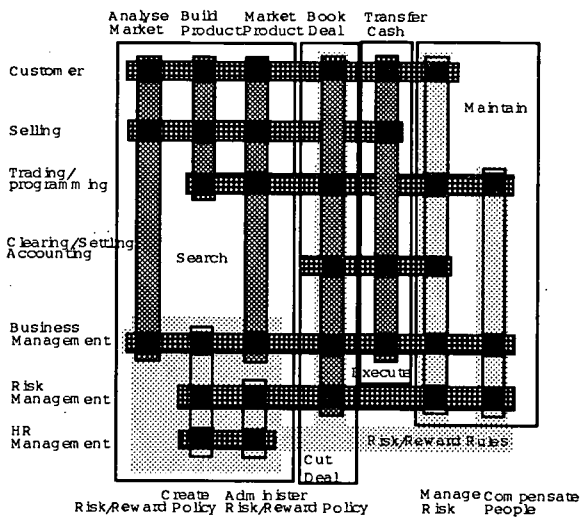 Analyse Build Market Book Transfer
Market Product Product Deal Cash
Customer
Maintain
Selling
Trading/
programming
Clearing/Settling
Accounting
Search
Business
Management
Execute
Risk
Management
HR
Management
Risk/Reward Rules
Cut
Deal
Create Administer Manage Compensate
Risk/Reward Policy Risk/Reward Policy Risk People